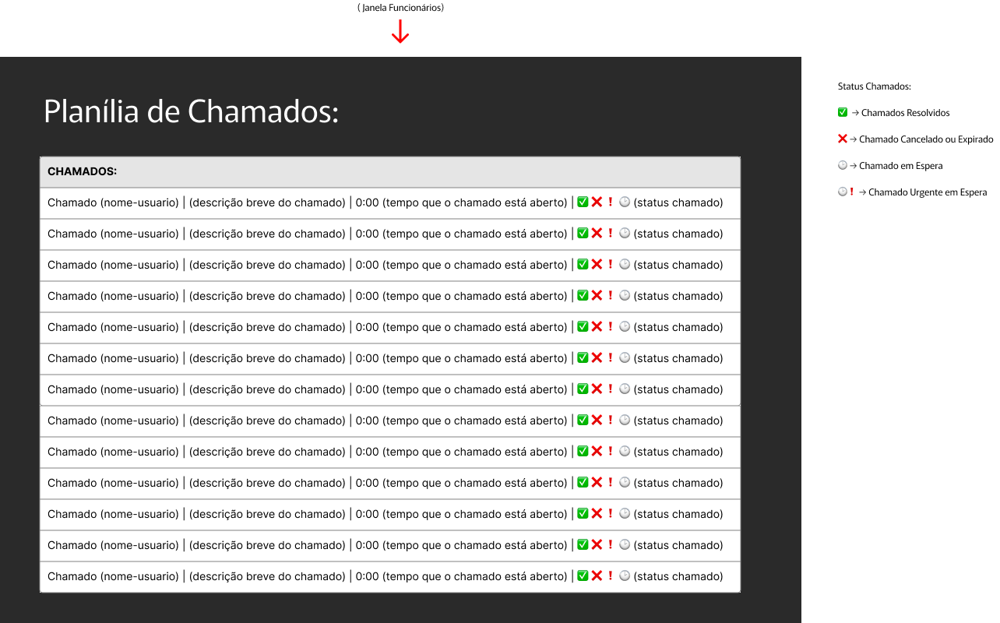 ( Janela Funcionários)
Planília de Chamados:
CHAMADOS:
Chamado (nome-usuario) | (descrição breve do chamado) | 0:00 (tempo que o chamado está aberto) | ✅❌❗🕑 (status chamado)
Chamado (nome-usuario) | (descrição breve do chamado) | 0:00 (tempo que o chamado está aberto) | ✅❌❗🕑 (status chamado)
Chamado (nome-usuario) | (descrição breve do chamado) | 0:00 (tempo que o chamado está aberto) | ✅❌❗🕑 (status chamado)
Chamado (nome-usuario) | (descrição breve do chamado) | 0:00 (tempo que o chamado está aberto) | ✅❌❗🕑 (status chamado)
Chamado (nome-usuario) | (descrição breve do chamado) | 0:00 (tempo que o chamado está aberto) | ✅❌❗🕑 (status chamado)
Chamado (nome-usuario) | (descrição breve do chamado) | 0:00 (tempo que o chamado está aberto) | ✅❌❗🕑 (status chamado)
Chamado (nome-usuario) | (descrição breve do chamado) | 0:00 (tempo que o chamado está aberto) | ✅❌❗🕑 (status chamado)
Chamado (nome-usuario) | (descrição breve do chamado) | 0:00 (tempo que o chamado está aberto) | ✅❌❗🕑 (status chamado)
Chamado (nome-usuario) | (descrição breve do chamado) | 0:00 (tempo que o chamado está aberto) | ✅❌❗🕑 (status chamado)
Chamado (nome-usuario) | (descrição breve do chamado) | 0:00 (tempo que o chamado está aberto) | ✅❌❗🕑 (status chamado)
Chamado (nome-usuario) | (descrição breve do chamado) | 0:00 (tempo que o chamado está aberto) | ✅❌❗🕑 (status chamado)
Chamado (nome-usuario) | (descrição breve do chamado) | 0:00 (tempo que o chamado está aberto) | ✅❌❗🕑 (status chamado)
Chamado (nome-usuario) | (descrição breve do chamado) | 0:00 (tempo que o chamado está aberto) | ✅❌❗🕑 (status chamado)
Status Chamados:
✅ → Chamados Resolvidos
❌ → Chamado Cancelado ou Expirado
🕑 → Chamado em Espera
🕑❗ → Chamado Urgente em Espera